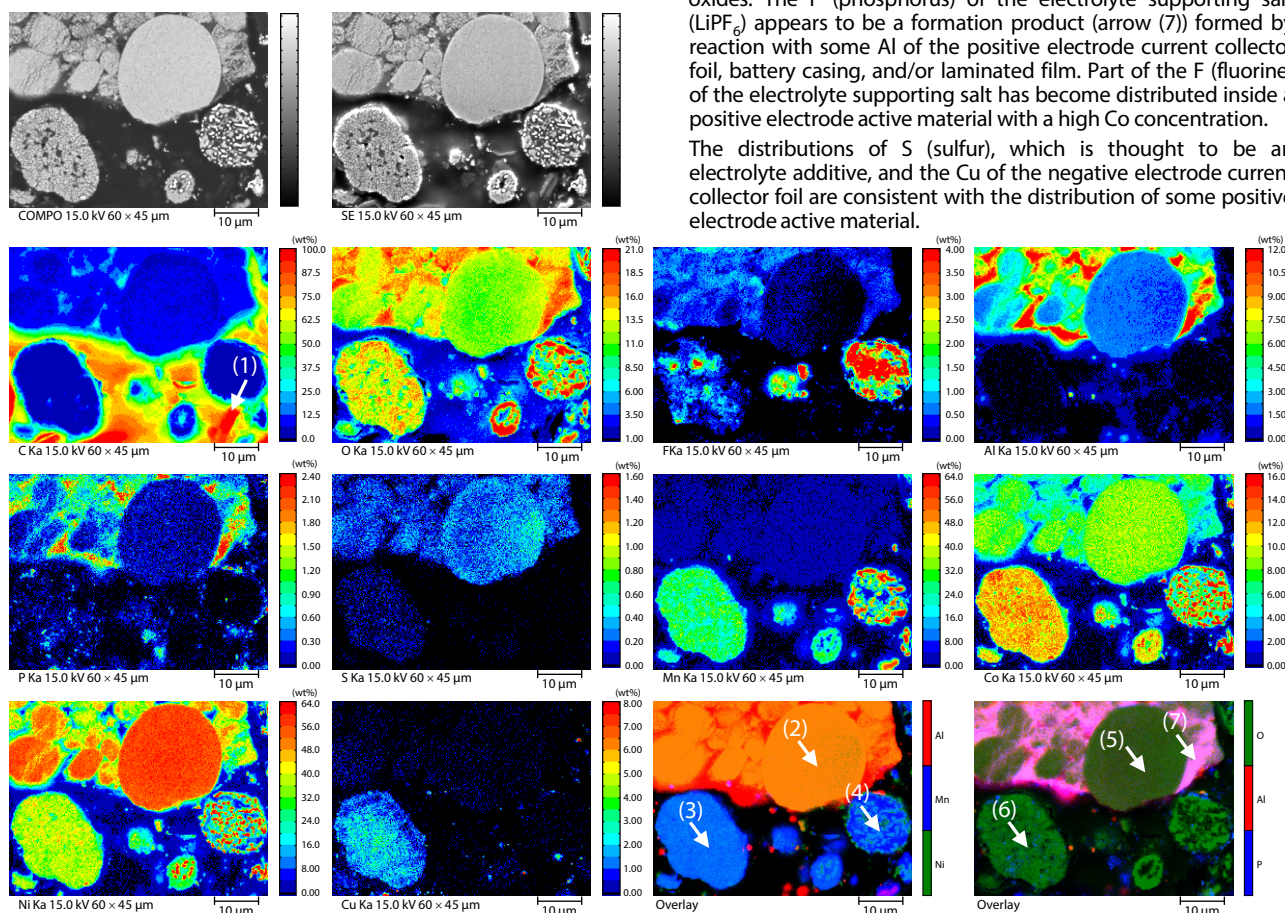 oxides. The P (phosphorus) of the electrolyte supporting sal
(LiPF6) appears to be a formation product (arrow (7)) formed by
reaction with some Al of the positive electrode current collector
foil, battery casing, and/or laminated film. Part of the F (fluorine
of the electrolyte supporting salt has become distributed inside a
positive electrode active material with a high Co concentration.
The distributions of S (sulfur), which is thought to be an
electrolyte additive, and the Cu of the negative electrode current
collector foil are consistent with the distribution of some positive
electrode active material.
COMPO 15.0 kV 60 × 45 µm
10 µm
SE 15.0 kV 60 × 45 µm
10 µm
(wt%)
100.0
87.5
75.0
62.5
50.0
37.5
25.0
12.5
0.0
(1)
C Ka 15.0 kV 60 × 45 µm
10 µm
(wt%)
21.0
18.5
16.0
13.5
11.0
8.50
6.00
3.50
1.00
O Ka 15.0 kV 60 × 45 µm
10 µm
(wt%)
4.00
3.50
3.00
2.50
2.00
1.50
1.00
0.50
0.00
FKa 15.0 kV 60 × 45 µm
10 µm
(wt%)
12.0
10.5
9.00
7.50
6.00
4.50
3.00
1.50
0.00
Al Ka 15.0 kV 60 × 45 µm
10 µm
(wt%)
2.40
2.10
1.80
1.50
1.20
0.90
0.60
0.30
0.00
P Ka 15.0 kV 60 × 45 µm
10 µm
(wt%)
1.60
1.40
1.20
1.00
0.80
0.60
0.40
0.20
0.00
S Ka 15.0 kV 60 × 45 µm
10 µm
(wt%)
64.0
56.0
48.0
40.0
32.0
24.0
16.0
8.00
0.00
Mn Ka 15.0 kV 60 × 45 µm
10 µm
(wt%)
16.0
14.0
12.0
10.0
8.00
6.00
4.00
2.00
0.00
Co Ka 15.0 kV 60 × 45 µm
10 µm
(wt%)
64.0
56.0
48.0
40.0
32.0
24.0
16.0
8.00
0.00
Ni Ka 15.0 kV 60 × 45 µm
10 µm
(wt%)
8.00
7.00
6.00
5.00
4.00
3.00
2.00
1.00
0.00
Cu Ka 15.0 kV 60 × 45 µm
10 µm
(2)
(3)
(4)
Al
Mn
Ni
Overlay
10 µm
(5)
(6)
(7)
O
Al
P
Overlay
10 µm